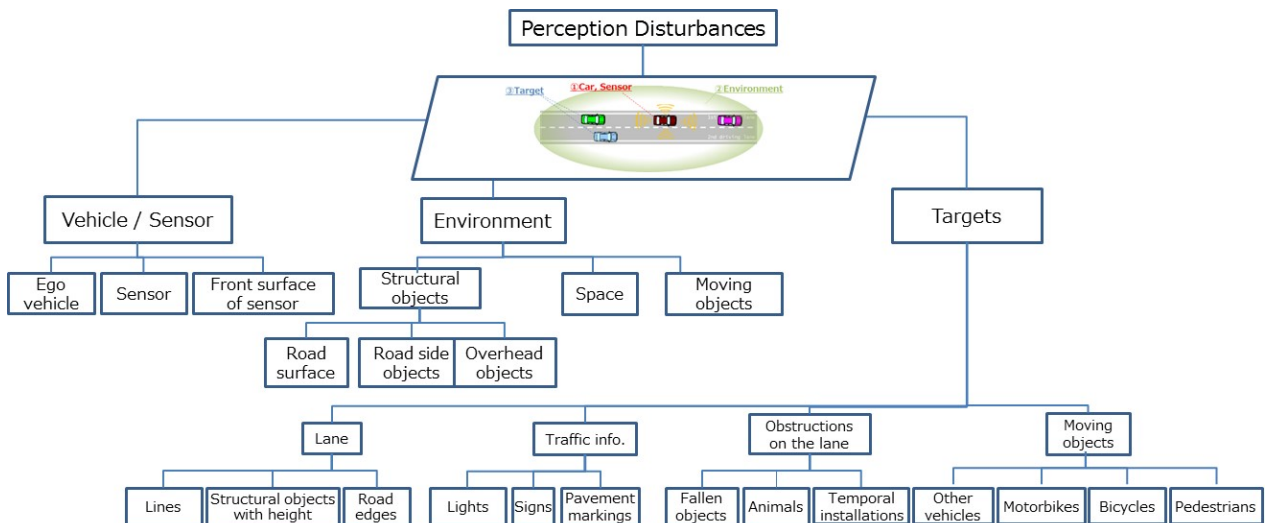 Perception Disturbances
③Target
①Car, Sensor
②Environment
Vehicle / Sensor
Environment
Targets
Ego
vehicle
Sensor
Front surface
of sensor
Structural
objects
Space
Moving
objects
Road
surface
Road side
objects
Overhead
objects
Lane
Traffic info.
Obstructions
on the lane
Moving
objects
Lines
Structural objects
with height
Road
edges
Lights
Signs
Pavement
markings
Fallen
objects
Animals
Temporal
installations
Other
vehicles
Motorbikes
Bicycles
Pedestrians